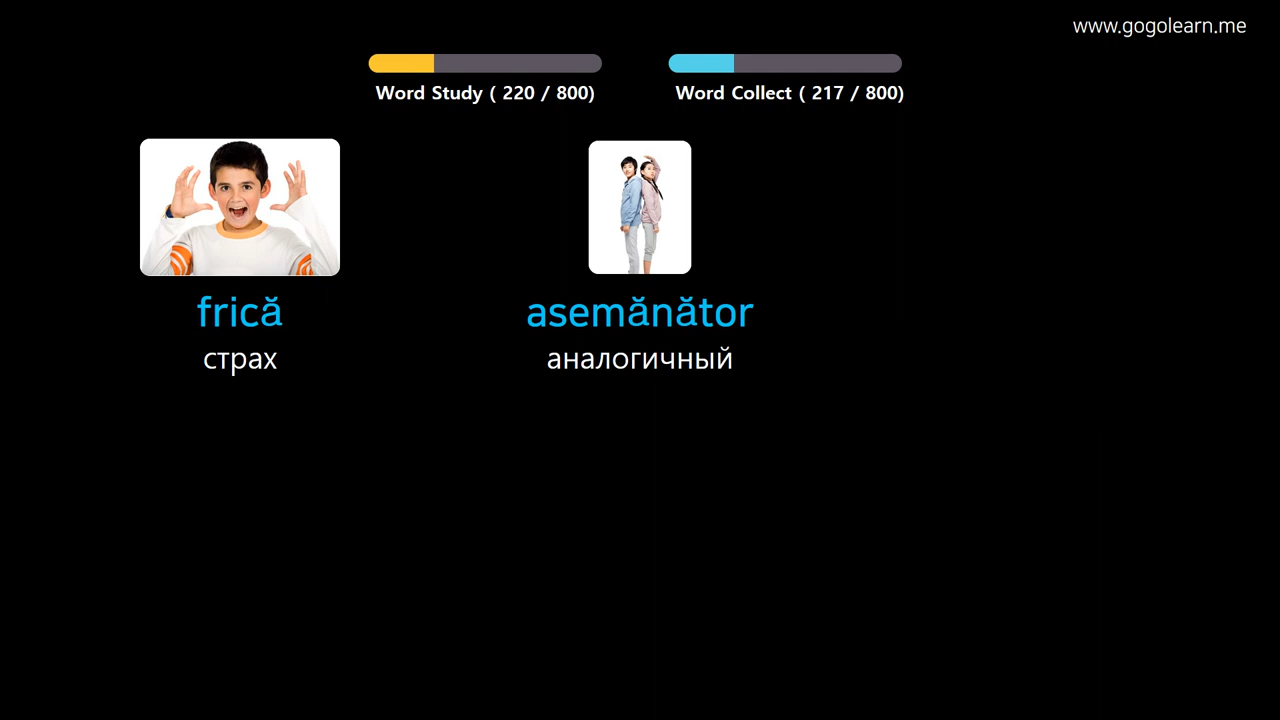 www.gogolearn.me
Word Study ( 220 / 800)
Word Collect ( 217 / 800)
frică
asemănător
страх
аналогичный